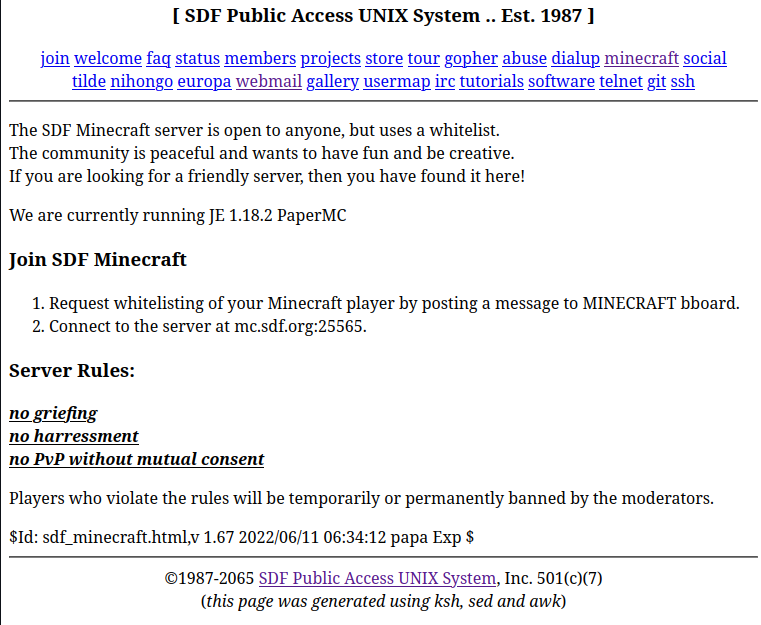 [ SDF Public Access UNIX System .. Est. 1987 ]
join welcome faq status members projects store tour gopher abuse dialup minecraft social
tilde nihongo europa webmail gallery usermap irc tutorials software telnet git ssh
The SDF Minecraft server is open to anyone, but uses a whitelist.
The community is peaceful and wants to have fun and be creative.
If you are looking for a friendly server, then you have found it here!
We are currently running JE 1.18.2 PaperMC
Join SDF Minecraft
1. Request whitelisting of your Minecraft player by posting a message to MINECRAFT bboard.
2. Connect to the server at mc.sdf.org:25565.
Server Rules:
no griefing
no harressment
no PvP without mutual consent
Players who violate the rules will be temporarily or permanently banned by the moderators.
$Id: sdf_minecraft.html,v 1.67 2022/06/11 06:34:12 papa Exp $
©1987-2065 SDF Public Access UNIX System, Inc. 501(c)(7)
(this page was generated using ksh, sed and awk)